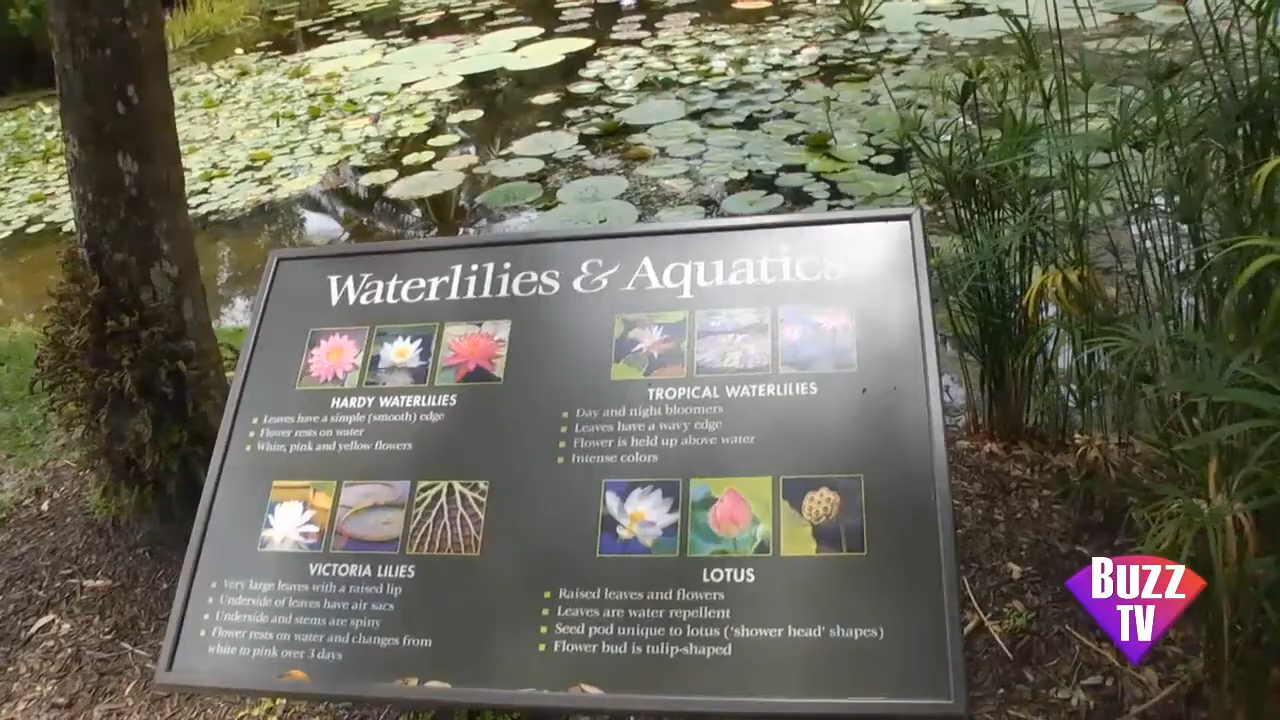 Waterlilies & Aquatics
HARDY WATERLILIES
Leaves have a simple (smooth) edge
Flower rests on water
White, pink and yellow flowers
TROPICAL WATERLILIES
Day and night bloomers
Leaves have a wavy edge
Flower is held up above water
Intense colors
VICTORIA LILIES
Very large leaves with a raised lip
Underside of leaves have air sacs
Underside and stems are spiny
Flower rests on water and changes from
white to pink over 3 days
LOTUS
Raised leaves and flowers
Leaves are water repellent
Seed pod unique to lotus ('shower head' shapes)
Flower bud is tulip-shaped
BUZZ
TV